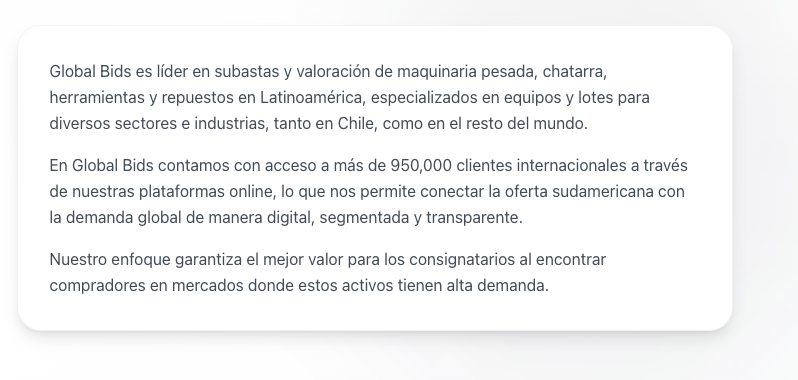 Global Bids es líder en subastas y valoración de maquinaria pesada, chatarra,
herramientas y repuestos en Latinoamérica, especializados en equipos y lotes para
diversos sectores e industrias, tanto en Chile, como en el resto del mundo.
En Global Bids contamos con acceso a más de 950,000 clientes internacionales a través
de nuestras plataformas online, lo que nos permite conectar la oferta sudamericana con
la demanda global de manera digital, segmentada y transparente.
Nuestro enfoque garantiza el mejor valor para los consignatarios al encontrar
compradores en mercados donde estos activos tienen alta demanda.